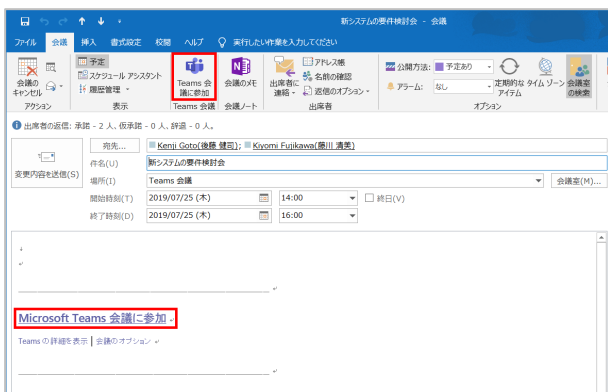 新システムの要件検討会 - 会議
ファイル 会議 挿入 書式設定 校閲 ヘルプ 実行したい作業を入力してください
会議のキャンセル
履歴管理
アクション
予定
スケジュール アシスタント
表示
Teams 会議に参加
Teams 会議
会議のメモ
会議ノート
出席者に連絡
アドレス帳
名前の確認
返信のオプション
出席者
公開方法: 予定あり
アラーム: なし
定期的なアイテム
タイム ゾーン
会議室の検索
オプション
出席者の返信: 承諾 - 2 人、仮承諾 - 0 人、辞退 - 0 人。
変更内容を送信(S)
宛先... Kenji Goto(後藤 健司); Kiyomi Fujikawa(藤川 清美)
件名(U) 新システムの要件検討会
場所(I) Teams 会議 会議室(M)...
開始時刻(T) 2019/07/25 (木) 14:00 終日(V)
終了時刻(D) 2019/07/25 (木) 16:00
Microsoft Teams 会議に参加
Teams の詳細を表示 | 会議のオプション